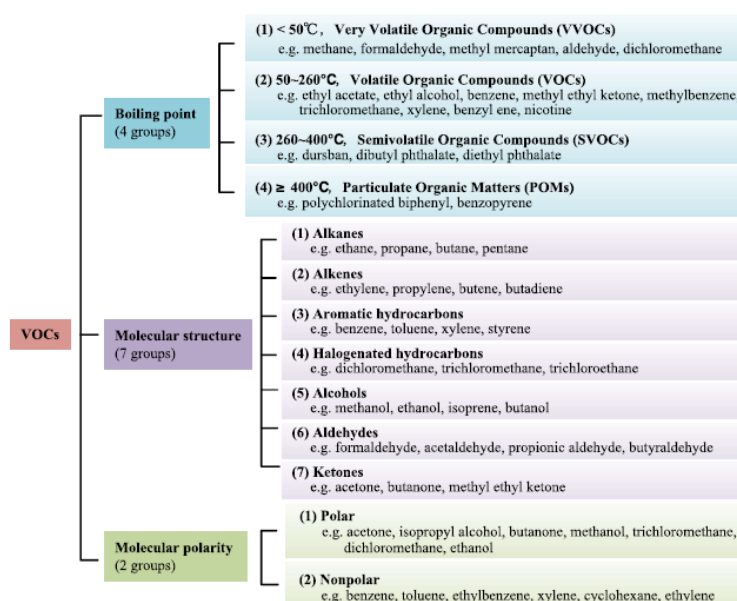 VOCs
Boiling point
(4 groups)
(1) < 50℃, Very Volatile Organic Compounds (VVOCs)
e.g. methane, formaldehyde, methyl mercaptan, aldehyde, dichloromethane
(2) 50~260°C, Volatile Organic Compounds (VOCs)
e.g. ethyl acetate, ethyl alcohol, benzene, methyl ethyl ketone, methylbenzene
trichloromethane, xylene, benzyl ene, nicotine
(3) 260~400°C, Semivolatile Organic Compounds (SVOCs)
e.g. dursban, dibutyl phthalate, diethyl phthalate
(4) ≥ 400°C, Particulate Organic Matters (POMs)
e.g. polychlorinated biphenyl, benzopyrene
Molecular structure
(7 groups)
(1) Alkanes
e.g. ethane, propane, butane, pentane
(2) Alkenes
e.g. ethylene, propylene, butene, butadiene
(3) Aromatic hydrocarbons
e.g. benzene, toluene, xylene, styrene
(4) Halogenated hydrocarbons
e.g. dichloromethane, trichloromethane, trichloroethane
(5) Alcohols
e.g. methanol, ethanol, isoprene, butanol
(6) Aldehydes
e.g. formaldehyde, acetaldehyde, propionic aldehyde, butyraldehyde
(7) Ketones
e.g. acetone, butanone, methyl ethyl ketone
Molecular polarity
(2 groups)
(1) Polar
e.g. acetone, isopropyl alcohol, butanone, methanol, trichloromethane,
dichloromethane, ethanol
(2) Nonpolar
e.g. benzene, toluene, ethylbenzene, xylene, cyclohexane, ethylene